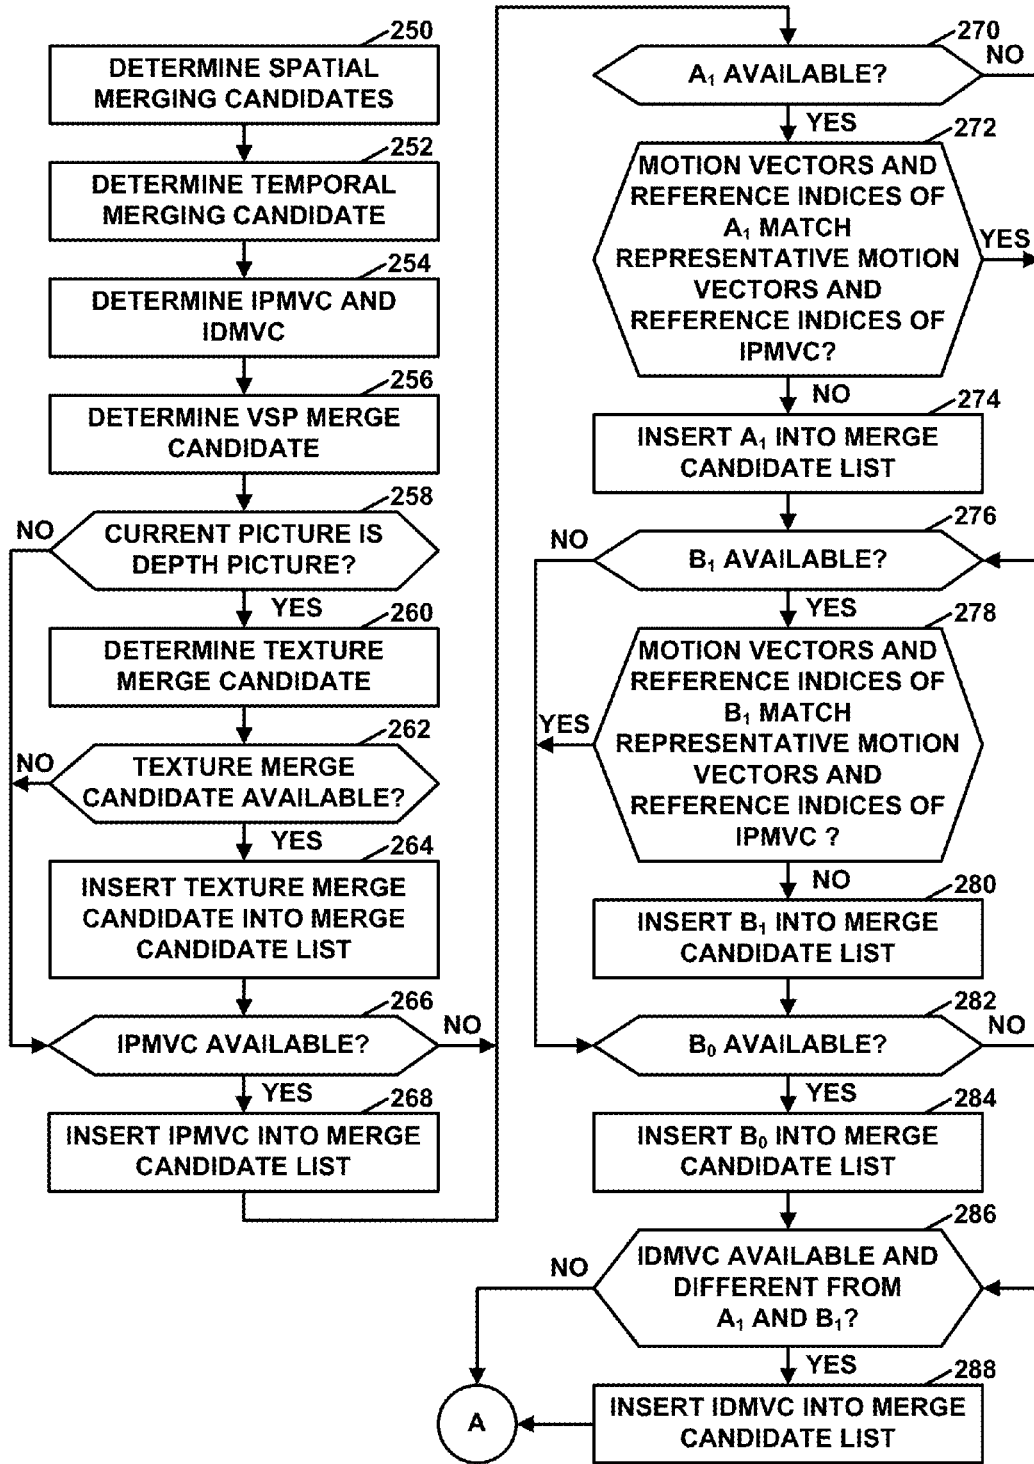 250
DETERMINE SPATIAL
MERGING CANDIDATES
252
DETERMINE TEMPORAL
MERGING CANDIDATE
254
DETERMINE IPMVC AND
IDMVC
256
DETERMINE VSP MERGE
CANDIDATE
258
NO
CURRENT PICTURE IS
DEPTH PICTURE?
YES
260
DETERMINE TEXTURE
MERGE CANDIDATE
262
NO
TEXTURE MERGE
CANDIDATE AVAILABLE?
YES
264
INSERT TEXTURE MERGE
CANDIDATE INTO MERGE
CANDIDATE LIST
266
IPMVC AVAILABLE?
NO
YES
268
INSERT IPMVC INTO MERGE
CANDIDATE LIST
270
A₁ AVAILABLE?
NO
YES
272
MOTION VECTORS AND
REFERENCE INDICES OF
A₁ MATCH
REPRESENTATIVE MOTION
VECTORS AND
REFERENCE INDICES OF
IPMVC?
YES
NO
274
INSERT A₁ INTO MERGE
CANDIDATE LIST
276
NO
B₁ AVAILABLE?
YES
278
MOTION VECTORS AND
REFERENCE INDICES OF
B₁ MATCH
REPRESENTATIVE MOTION
VECTORS AND
REFERENCE INDICES OF
IPMVC ?
YES
NO
280
INSERT B₁ INTO MERGE
CANDIDATE LIST
282
B₀ AVAILABLE?
NO
YES
284
INSERT B₀ INTO MERGE
CANDIDATE LIST
286
NO
IDMVC AVAILABLE AND
DIFFERENT FROM
A₁ AND B₁?
YES
288
INSERT IDMVC INTO MERGE
CANDIDATE LIST
A